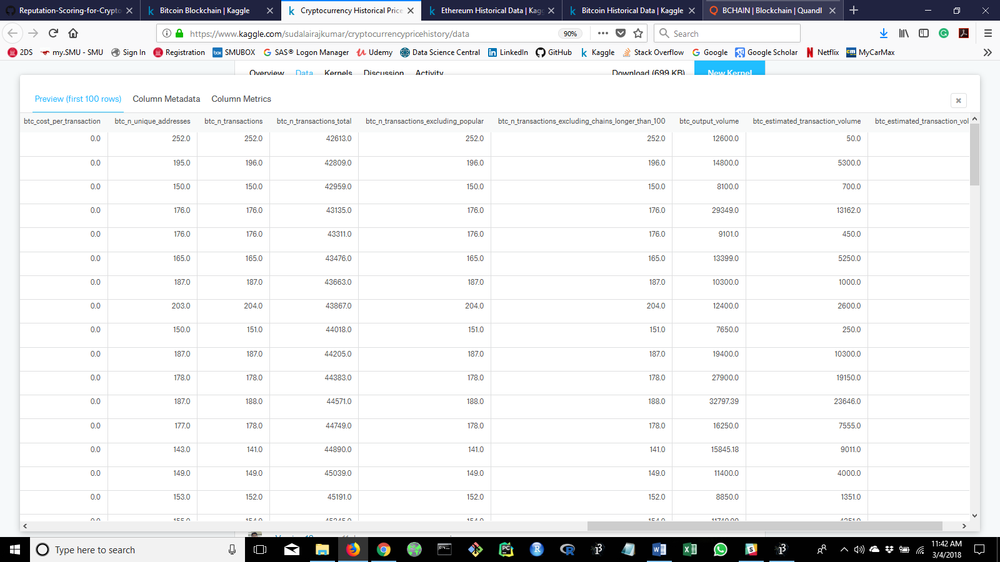 Reputation-Scoring-for-Crypto Bitcoin Blockchain | Kaggle Cryptocurrency Historical Price Ethereum Historical Data | Kagg Bitcoin Historical Data | Kaggle BCHAIN | Blockchain | Quandl
https://www.kaggle.com/sudalairajkumar/cryptocurrencypricehistory/data 90% Search
2DS my.SMU - SMU Sign In Registration SMUBOX SAS® Logon Manager Udemy Data Science Central LinkedIn GitHub Kaggle Stack Overflow Google Google Scholar Netflix MyCarMax
Overview Data Kernels Discussion Activity Download (699 KB) New Kernel
Preview (first 100 rows) Column Metadata Column Metrics
btc_cost_per_transaction btc_n_unique_addresses btc_n_transactions btc_n_transactions_total btc_n_transactions_excluding_popular btc_n_transactions_excluding_chains_longer_than_100 btc_output_volume btc_estimated_transaction_volume btc_estimated_transaction_vol
0.0 252.0 252.0 42613.0 252.0 252.0 12600.0 50.0
0.0 195.0 196.0 42809.0 196.0 196.0 14800.0 5300.0
0.0 150.0 150.0 42959.0 150.0 150.0 8100.0 700.0
0.0 176.0 176.0 43135.0 176.0 176.0 29349.0 13162.0
0.0 176.0 176.0 43311.0 176.0 176.0 9101.0 450.0
0.0 165.0 165.0 43476.0 165.0 165.0 13399.0 5250.0
0.0 187.0 187.0 43663.0 187.0 187.0 10300.0 1000.0
0.0 203.0 204.0 43867.0 204.0 204.0 12400.0 2600.0
0.0 150.0 151.0 44018.0 151.0 151.0 7650.0 250.0
0.0 187.0 187.0 44205.0 187.0 187.0 19400.0 10300.0
0.0 178.0 178.0 44383.0 178.0 178.0 27900.0 19150.0
0.0 187.0 188.0 44571.0 188.0 188.0 32797.39 23646.0
0.0 177.0 178.0 44749.0 178.0 178.0 16250.0 7555.0
0.0 143.0 141.0 44890.0 141.0 141.0 15845.18 9011.0
0.0 149.0 149.0 45039.0 149.0 149.0 11400.0 4000.0
0.0 153.0 152.0 45191.0 152.0 152.0 8850.0 1351.0
0.0 155.0 154.0 45345.0 154.0 154.0
Type here to search 11:42 AM
3/4/2018